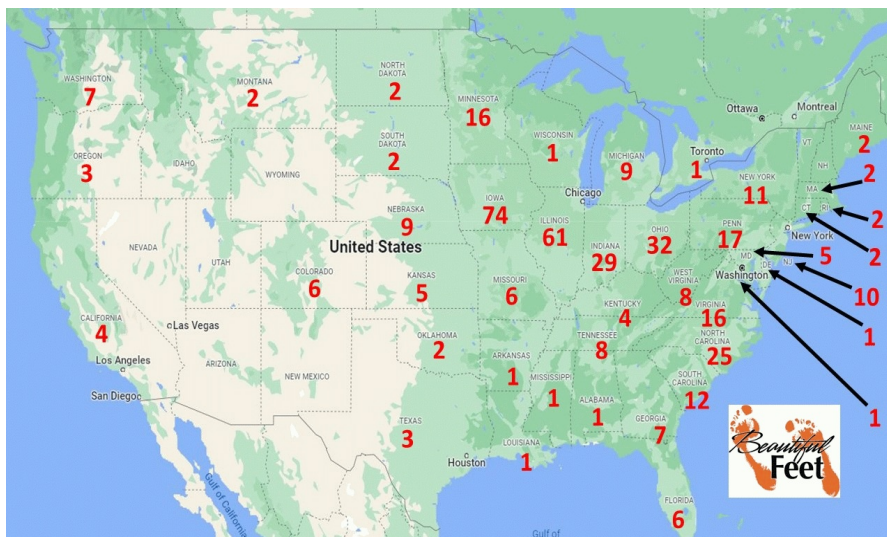 WASHINGTON
7
MONTANA
2
NORTH
DAKOTA
2
MINNESOTA
16
Ottawa
Montreal
MAINE
2
OREGON
3
IDAHO
SOUTH
DAKOTA
2
WISCONSIN
1
MICHIGAN
9
Toronto
1
VT
NH
NEW YORK
11
MA
2
WYOMING
IOWA
74
Chicago
CT
RI
2
NEBRASKA
9
ILLINOIS
61
INDIANA
29
OHIO
32
PENN
17
New York
2
NEVADA
UTAH
United States
MD
5
DE
NJ
Washington
COLORADO
6
KANSAS
5
MISSOURI
6
WEST
VIRGINIA
8
10
CALIFORNIA
4
KENTUCKY
4
VIRGINIA
16
Las Vegas
OKLAHOMA
2
TENNESSEE
8
NORTH
CAROLINA
25
1
Los Angeles
ARIZONA
NEW MEXICO
ARKANSAS
1
MISSISSIPPI
1
ALABAMA
1
SOUTH
CAROLINA
12
San Diego
TEXAS
3
GEORGIA
7
1
LOUISIANA
1
Houston
Beautiful
Feet
Gulf of
California
FLORIDA
6
Gulf of